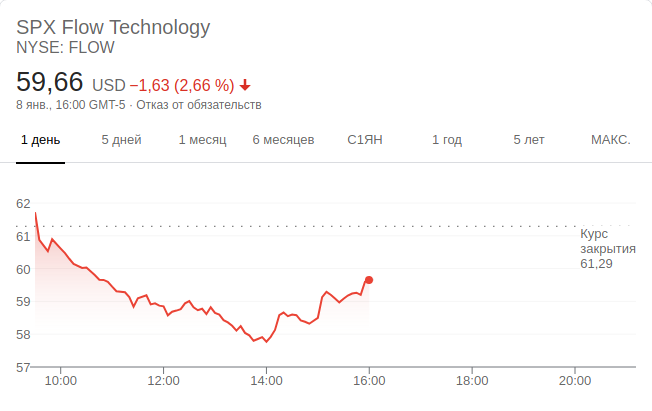 SPX Flow Technology
NYSE: FLOW
59,66 USD −1,63 (2,66 %)
8 янв., 16:00 GMT-5 · Отказ от обязательств
1 день 5 дней 1 месяц 6 месяцев С1ЯН 1 год 5 лет МАКС.
62
61
60
59
58
57
Курс
закрытия
61,29
10:00 12:00 14:00 16:00 18:00 20:00